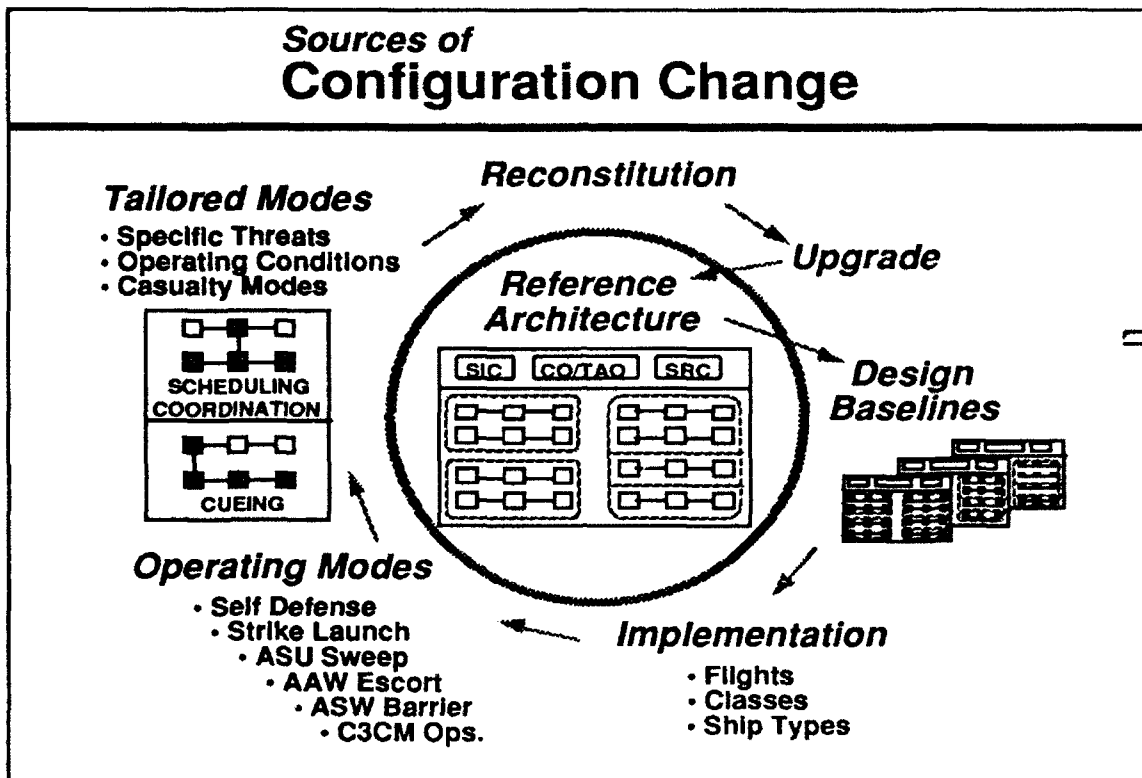 Sources of
Configuration Change
Reconstitution
Tailored Modes
• Specific Threats
• Operating Conditions
• Casualty Modes
Upgrade
Reference
Architecture
SIC CO/TAO SRC
Design
Baselines
SCHEDULING
COORDINATION
CUEING
Operating Modes
• Self Defense
• Strike Launch
• ASU Sweep
• AAW Escort
• ASW Barrier
• C3CM Ops.
Implementation
• Flights
• Classes
• Ship Types